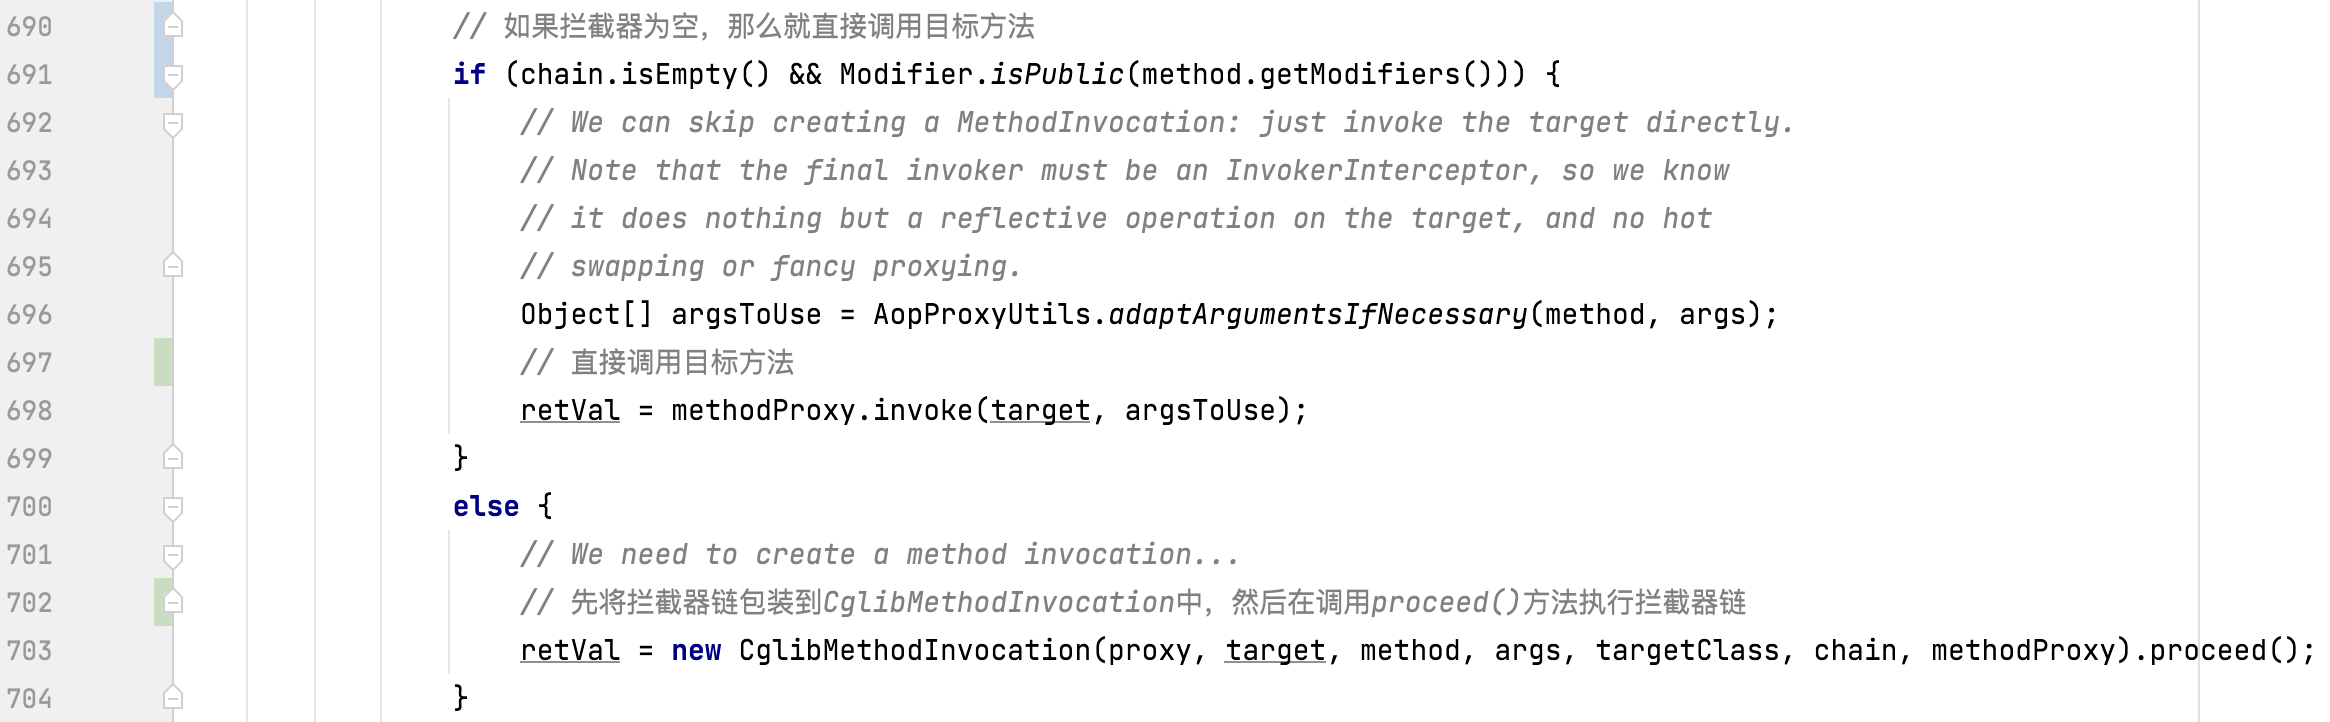 690 // 如果拦截器为空，那么就直接调用目标方法
691 if (chain.isEmpty() && Modifier.isPublic(method.getModifiers())) {
692 // We can skip creating a MethodInvocation: just invoke the target directly.
693 // Note that the final invoker must be an InvokerInterceptor, so we know
694 // it does nothing but a reflective operation on the target, and no hot
695 // swapping or fancy proxying.
696 Object[] argsToUse = AopProxyUtils.adaptArgumentsIfNecessary(method, args);
697 // 直接调用目标方法
698 retVal = methodProxy.invoke(target, argsToUse);
699 }
700 else {
701 // We need to create a method invocation...
702 // 先将拦截器链包装到CglibMethodInvocation中，然后在调用proceed()方法执行拦截器链
703 retVal = new CglibMethodInvocation(proxy, target, method, args, targetClass, chain, methodProxy).proceed();
704 }